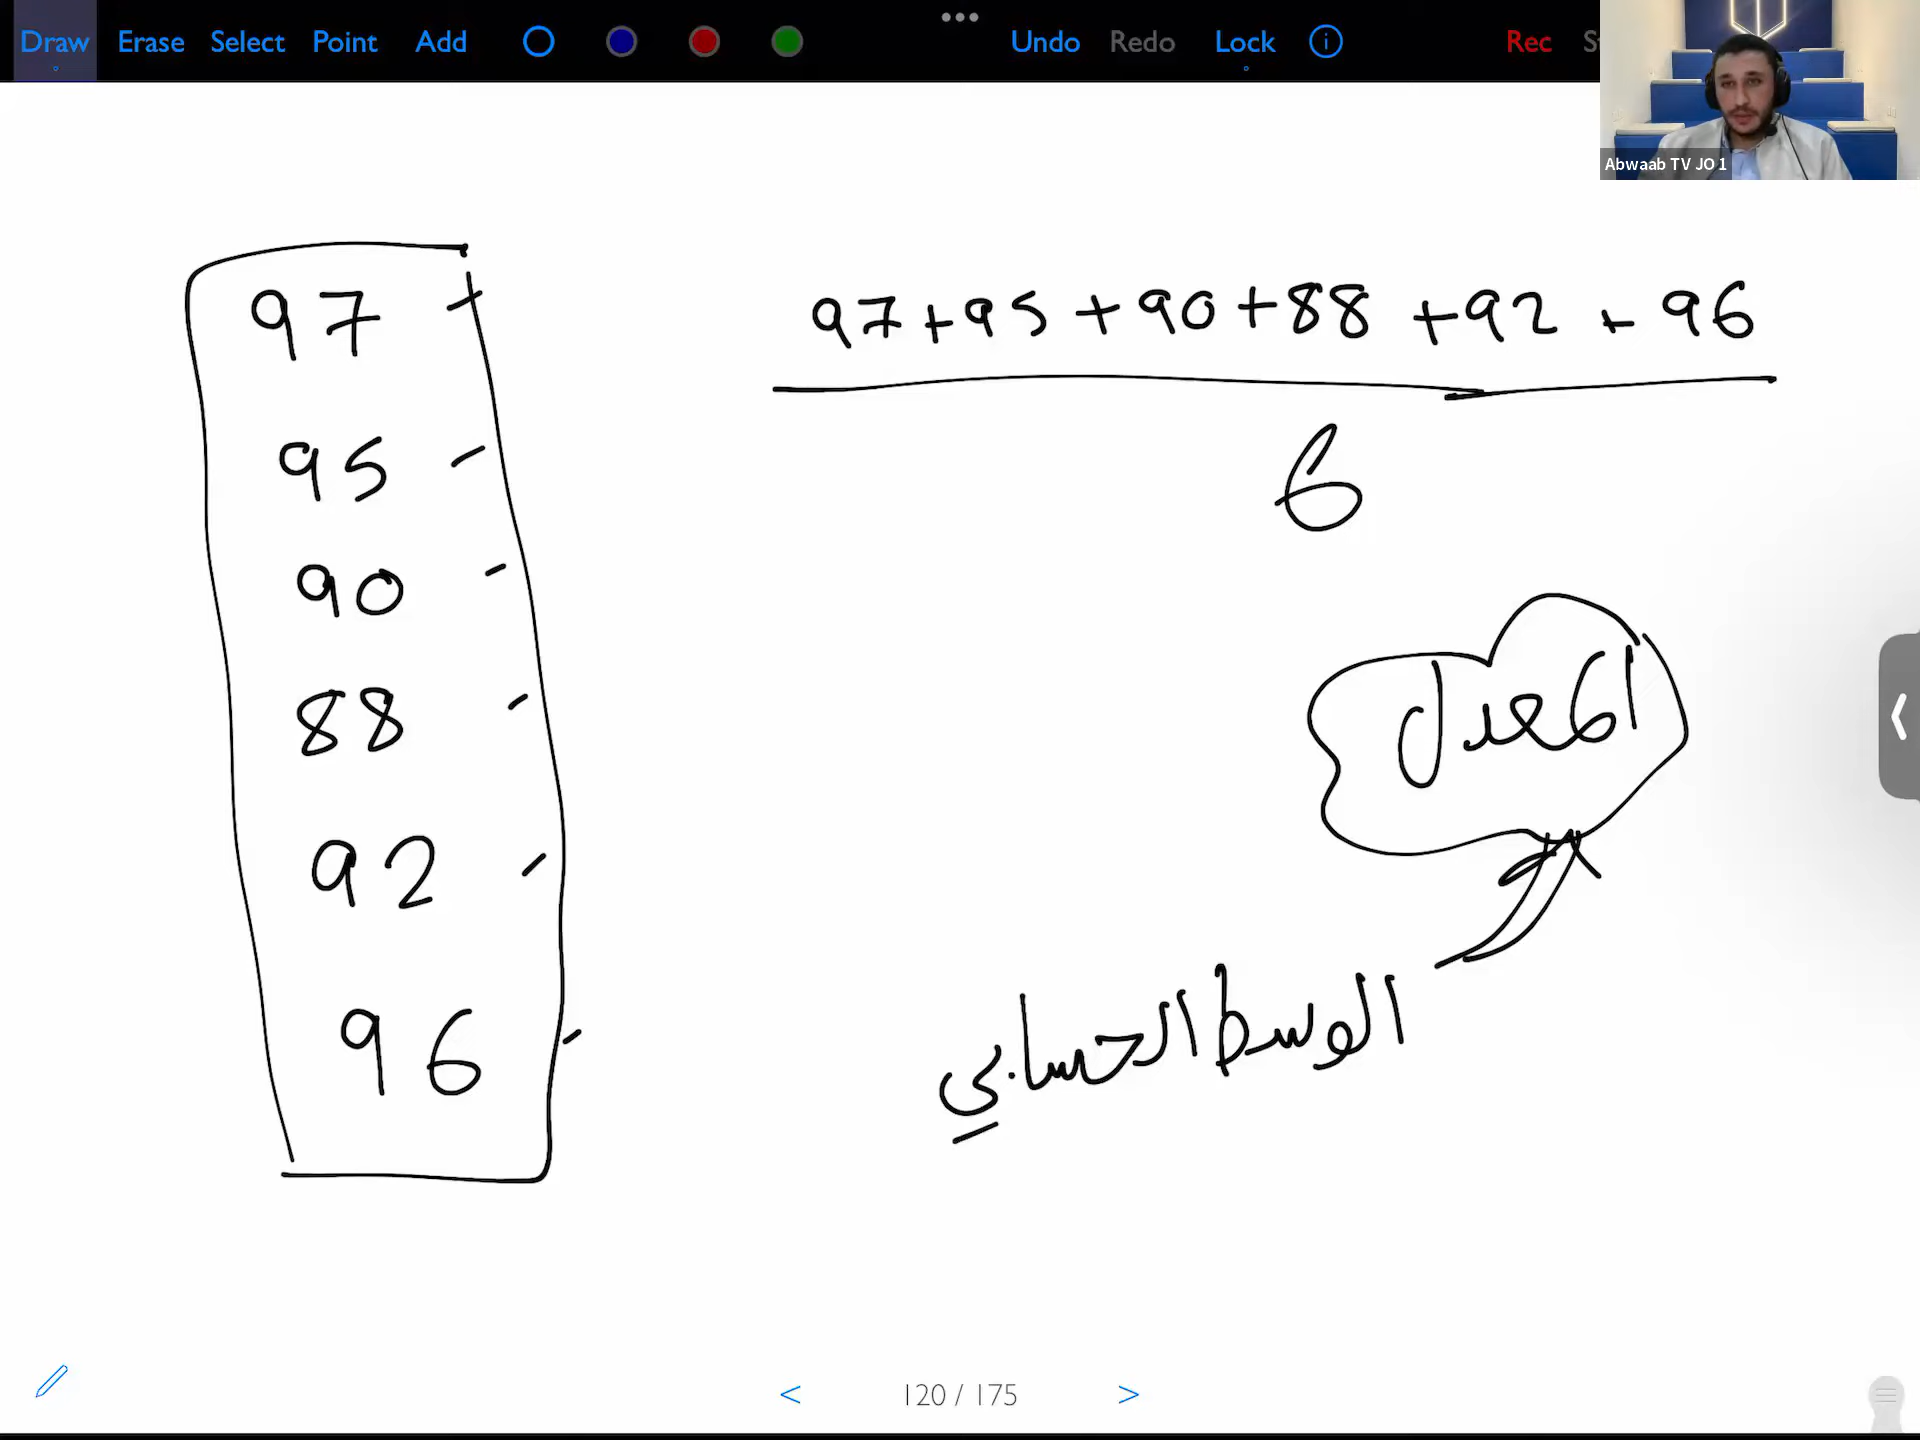 Draw Erase Select Point Add Undo Redo Lock Rec
Abwaab TV JO 1
97
95
90
88
92
96
97+95+90+88+92+96
6
المعدل
الوسط الحسابي
120 / 175